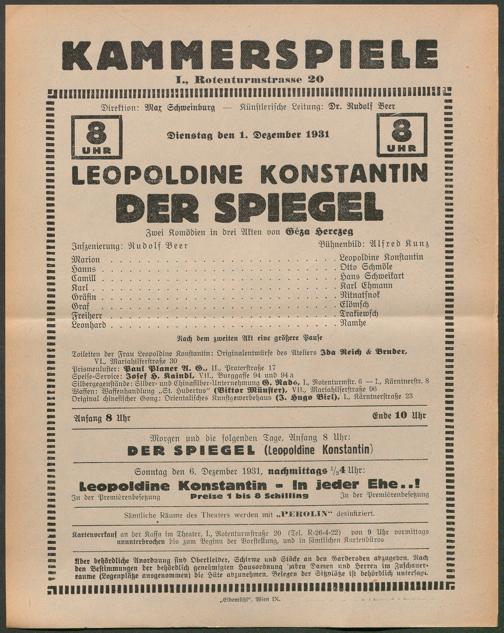 KAMMERSPIELE
I., Rotenturmstrasse 20
Direktion: Max Schweinburg — Künstlerische Leitung: Dr. Rudolf Beer
8 UHR
Dienstag den 1. Dezember 1931
8 UHR
LEOPOLDINE KONSTANTIN
DER SPIEGEL
Zwei Komödien in drei Akten von Géza Herczeg
Inszenierung: Rudolf Beer Bühnenbild: Alfred Kunz
Marion Leopoldine Konstantin
Hanns Otto Schmöle
Camill Hans Schweikart
Karl Karl Ehmann
Gräfin Nitnatsnok
Graf Elömsch
Freiherr Trakiewsch
Leonhard Namhe
Nach dem zweiten Akt eine größere Pause
Toiletten der Frau Leopoldine Konstantin: Originalentwürfe des Ateliers Ida Reich & Bruder,
VI., Mariahilferstraße 30
Prismenluster: Paul Planer A. G., II., Praterstraße 17
Speise-Service: Josef H. Kaindl, VII., Burggasse 94 und 94 a
Silbergegenstände: Silber- und Chinasilber-Unternehmung G. Rado, I., Rotenturmstr. 6 — I., Kärntnerstr. 8
Waffen: Waffenhandlung „St. Hubertus" (Viktor Münster), VII., Mariahilferstraße 96
Original chinesischer Gong: Orientalisches Kunstgewerbehaus (J. Hugo Biel), I., Kärntnerstraße 23
Anfang 8 Uhr Ende 10 Uhr
Morgen und die folgenden Tage, Anfang 8 Uhr:
DER SPIEGEL (Leopoldine Konstantin)
Sonntag den 6. Dezember 1931, nachmittags ½4 Uhr:
Leopoldine Konstantin - In jeder Ehe..!
In der Premièrenbesetzung Preise 1 bis 8 Schilling In der Premièrenbesetzung
Sämtliche Räume des Theaters werden mit „PEROLIN" desinfiziert.
Kartenverkauf an der Kassa im Theater, I., Rotenturmstraße 20 (Tel. R-26-4-22) von 9 Uhr vormittags
ununterbrochen bis zum Beginn der Vorstellung, und in sämtlichen Kartenbüros
Über behördliche Anordnung sind Oberkleider, Schirme und Stöcke an den Garderoben abzugeben. Nach
den Bestimmungen der behördlich genehmigten Hausordnung haben Damen und Herren im Zuschauer-
raume (Logenplätze ausgenommen) die Hüte abzunehmen. Belegen der Sitzplätze ist behördlich untersagt.
„Elbemühl", Wien IX.